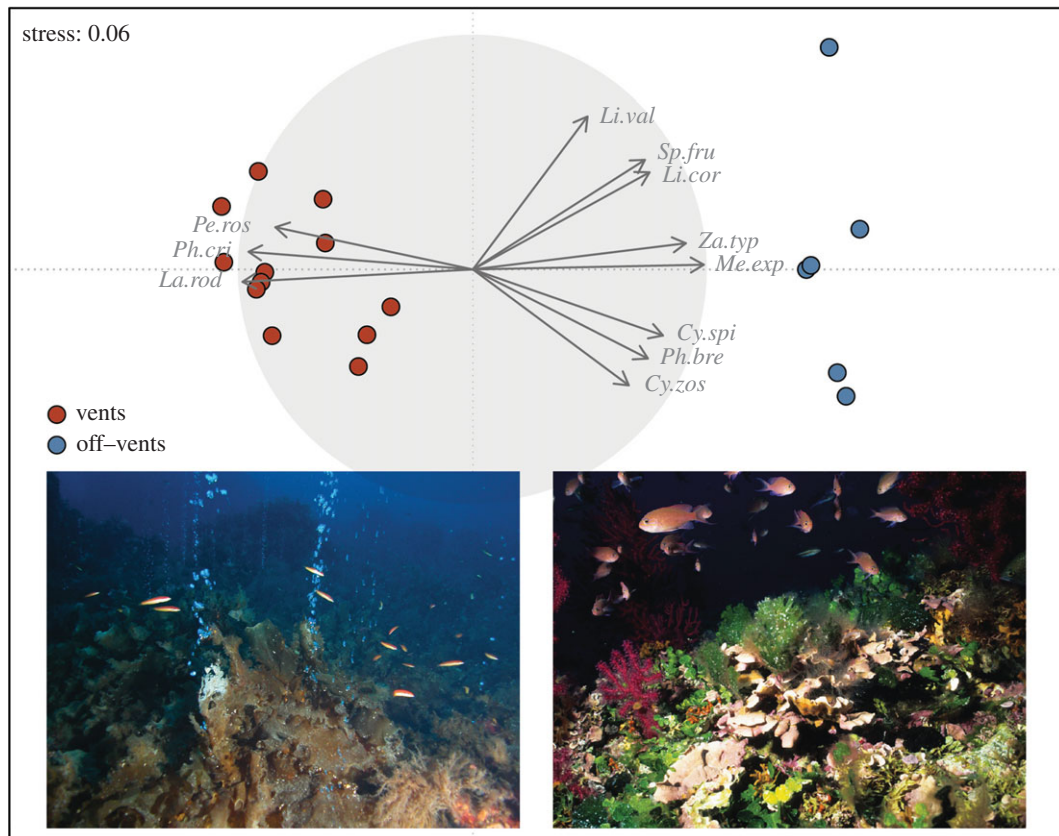 stress: 0.06
Li.val
Sp.fru
Li.cor
Pe.ros
Ph.cri
La.rod
Za.typ
Me.exp
Cy.spi
Ph.bre
Cy.zos
vents
off–vents